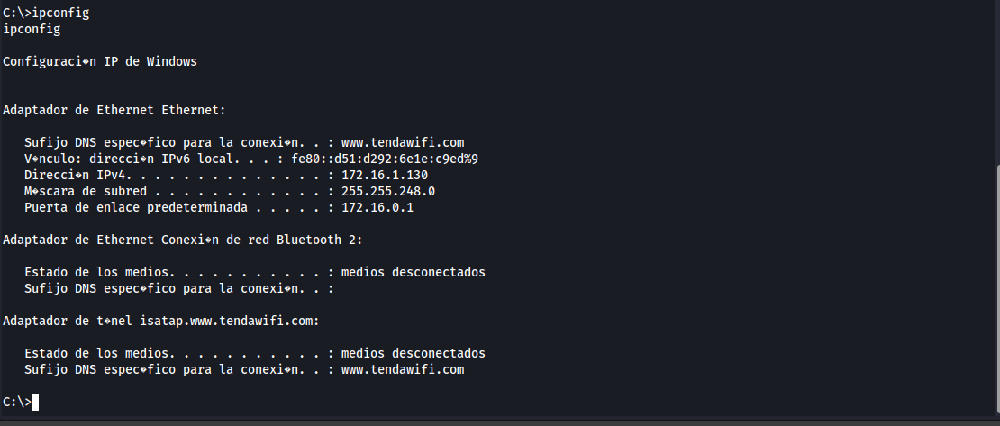 C:\>ipconfig
ipconfig
Configuraci�n IP de Windows
Adaptador de Ethernet Ethernet:
Sufijo DNS espec�fico para la conexi�n. . : www.tendawifi.com
V�nculo: direcci�n IPv6 local. . . : fe80::d51:d292:6e1e:c9ed%9
Direcci�n IPv4. . . . . . . . . . . . . . : 172.16.1.130
M�scara de subred . . . . . . . . . . . . : 255.255.248.0
Puerta de enlace predeterminada . . . . . : 172.16.0.1
Adaptador de Ethernet Conexi�n de red Bluetooth 2:
Estado de los medios. . . . . . . . . . . : medios desconectados
Sufijo DNS espec�fico para la conexi�n. . :
Adaptador de t�nel isatap.www.tendawifi.com:
Estado de los medios. . . . . . . . . . . : medios desconectados
Sufijo DNS espec�fico para la conexi�n. . : www.tendawifi.com
C:\>